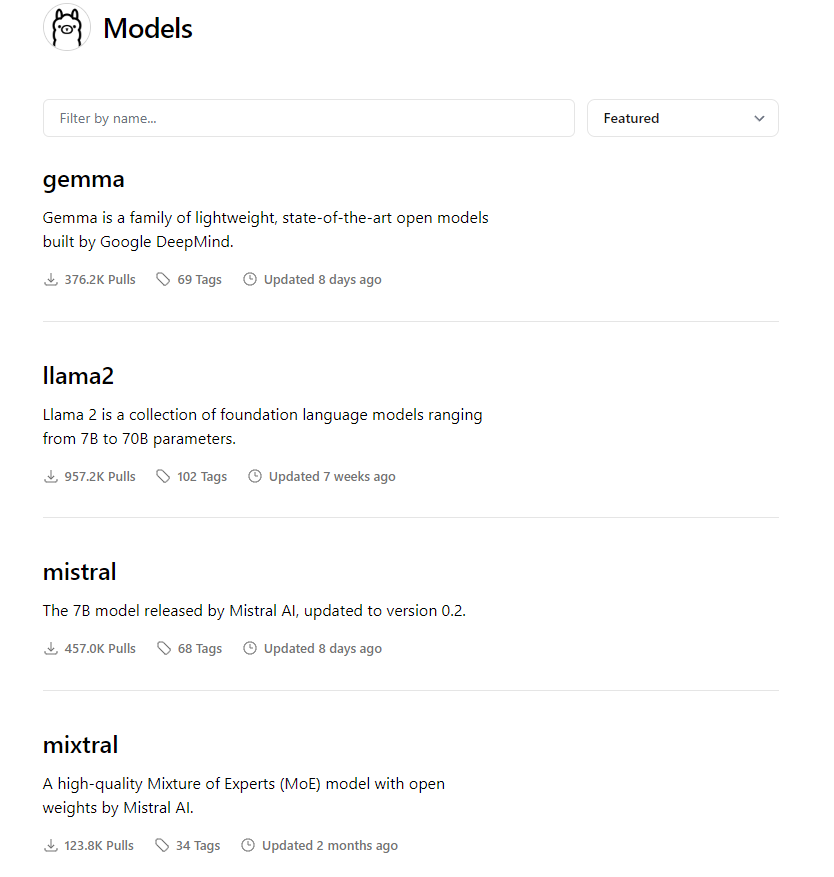 Models
Filter by name...
Featured
gemma
Gemma is a family of lightweight, state-of-the-art open models
built by Google DeepMind.
376.2K Pulls 69 Tags Updated 8 days ago
llama2
Llama 2 is a collection of foundation language models ranging
from 7B to 70B parameters.
957.2K Pulls 102 Tags Updated 7 weeks ago
mistral
The 7B model released by Mistral AI, updated to version 0.2.
457.0K Pulls 68 Tags Updated 8 days ago
mixtral
A high-quality Mixture of Experts (MoE) model with open
weights by Mistral AI.
123.8K Pulls 34 Tags Updated 2 months ago